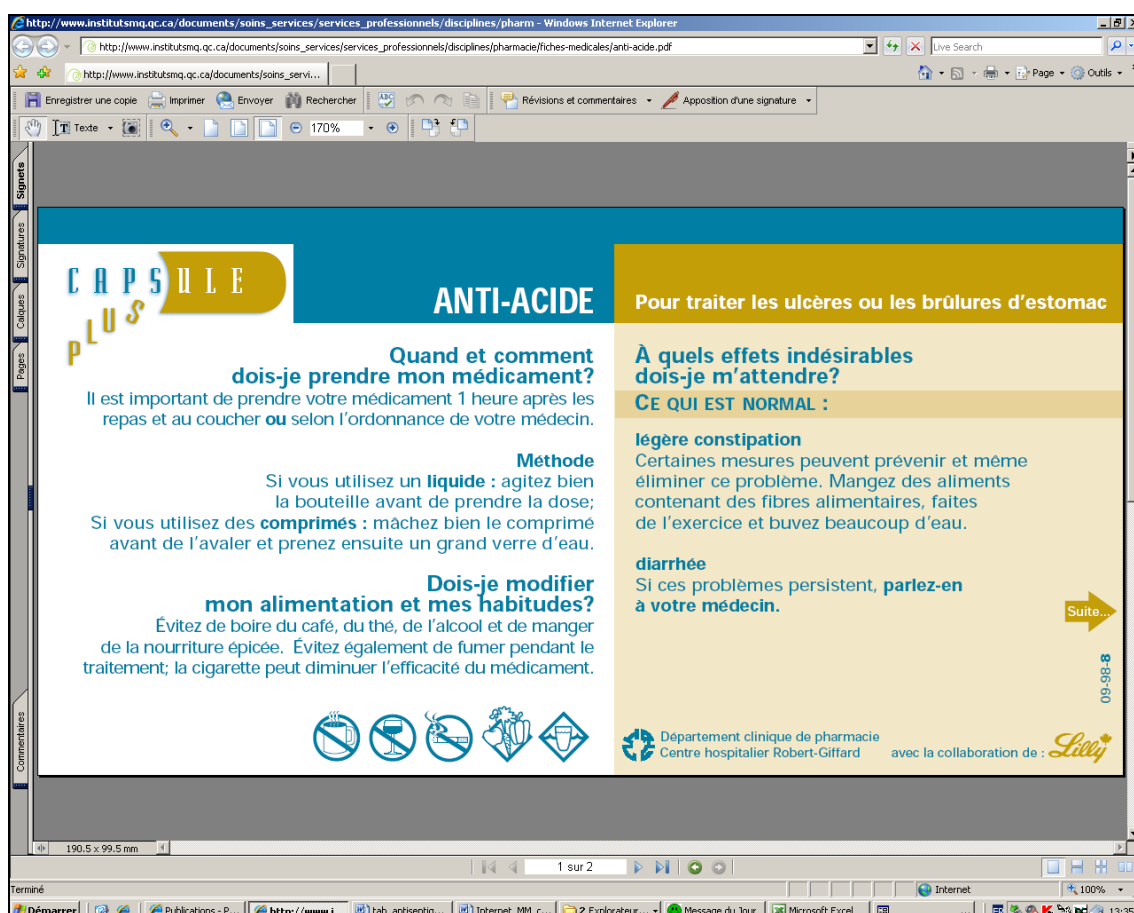 http://www.institutsmq.qc.ca/documents/soins_services/services_professionnels/disciplines/pharm - Windows Internet Explorer
http://www.institutsmq.qc.ca/documents/soins_services/services_professionnels/disciplines/pharmacie/fiches-medicales/anti-acide.pdf
Live Search
http://www.institutsmq.qc.ca/documents/soins_servi...
Page
Outils
Enregistrer une copie
Imprimer
Envoyer
Rechercher
Révisions et commentaires
Apposition d'une signature
Texte
170%
Signets
Signatures
Calques
Pages
Commentaires
CAPSULE
PLUS
ANTI-ACIDE
Quand et comment
dois-je prendre mon médicament?
Il est important de prendre votre médicament 1 heure après les
repas et au coucher ou selon l'ordonnance de votre médecin.
Méthode
Si vous utilisez un liquide : agitez bien
la bouteille avant de prendre la dose;
Si vous utilisez des comprimés : mâchez bien le comprimé
avant de l'avaler et prenez ensuite un grand verre d'eau.
Dois-je modifier
mon alimentation et mes habitudes?
Évitez de boire du café, du thé, de l'alcool et de manger
de la nourriture épicée. Évitez également de fumer pendant le
traitement; la cigarette peut diminuer l'efficacité du médicament.
Pour traiter les ulcères ou les brûlures d'estomac
À quels effets indésirables
dois-je m'attendre?
CE QUI EST NORMAL :
légère constipation
Certaines mesures peuvent prévenir et même
éliminer ce problème. Mangez des aliments
contenant des fibres alimentaires, faites
de l'exercice et buvez beaucoup d'eau.
diarrhée
Si ces problèmes persistent, parlez-en
à votre médecin.
Suite...
09-98-8
Département clinique de pharmacie
Centre hospitalier Robert-Giffard
avec la collaboration de :
Lilly
190.5 x 99.5 mm
1 sur 2
Terminé
Internet
100%
Démarrer
Publications - P...
http://www.i...
tab_antisentiq...
Internet_MM_c...
2 Explorateur...
Message du Jour
Microsoft Excel
13:35